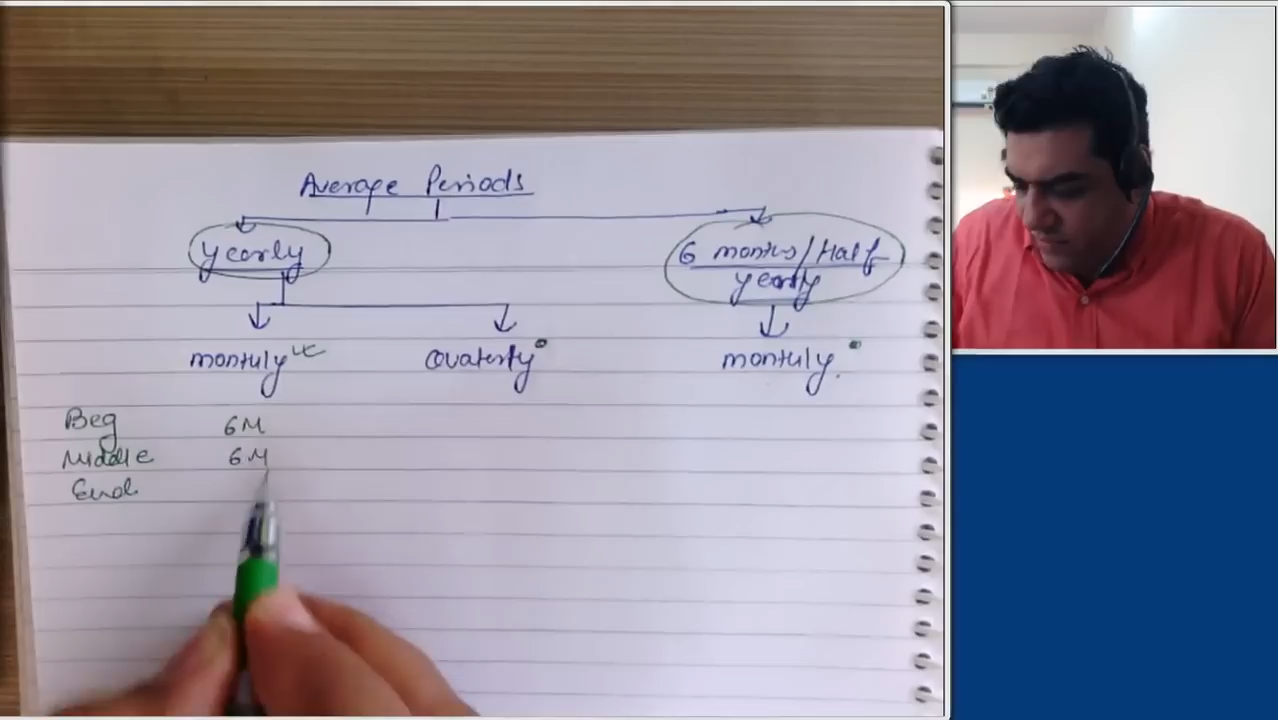 Average Periods
yearly
6 months/Half
yearly
monthly
Quaterly
monthly.
Beg 6M
Middle 6M
End